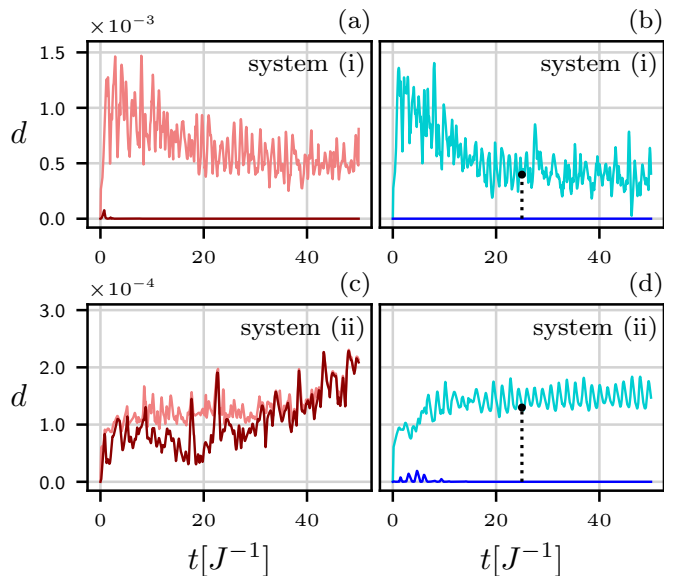 ×10⁻³ (a) (b)
system (i) system (i)
1.5
1.0
d
0.5
0.0
0 20 40 0 20 40
×10⁻⁴ (c) (d)
3.0
system (ii) system (ii)
2.0
d
1.0
0.0
0 20 40 0 20 40
t[J⁻¹] t[J⁻¹]